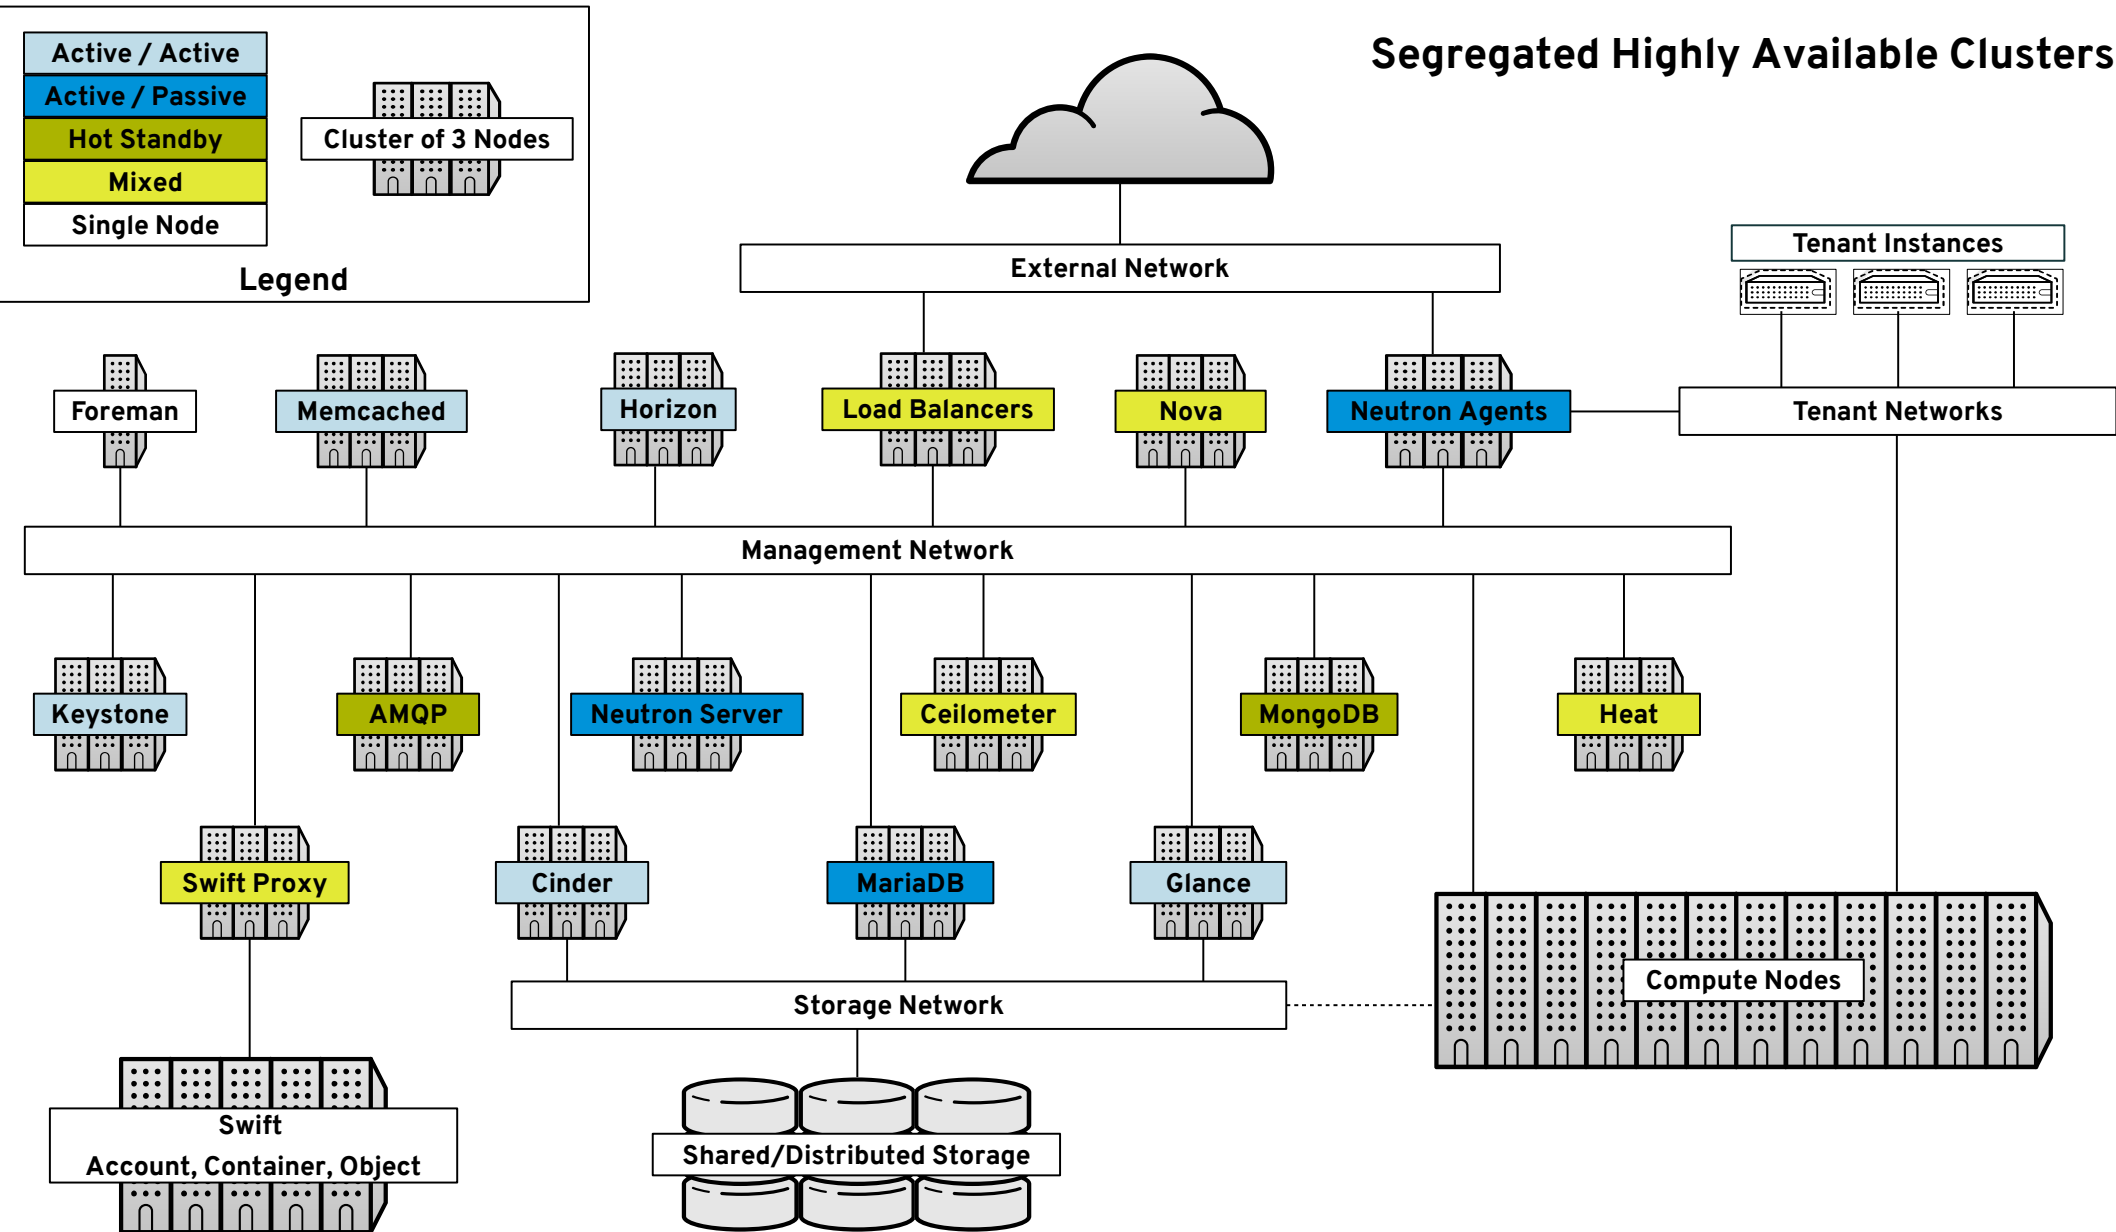 Segregated Highly Available Clusters
Active / Active
Active / Passive
Hot Standby
Mixed
Single Node
Cluster of 3 Nodes
Legend
External Network
Tenant Instances
Foreman
Memcached
Horizon
Load Balancers
Nova
Neutron Agents
Tenant Networks
Management Network
Keystone
AMQP
Neutron Server
Ceilometer
MongoDB
Heat
Swift Proxy
Cinder
MariaDB
Glance
Compute Nodes
Storage Network
Swift
Account, Container, Object
Shared/Distributed Storage